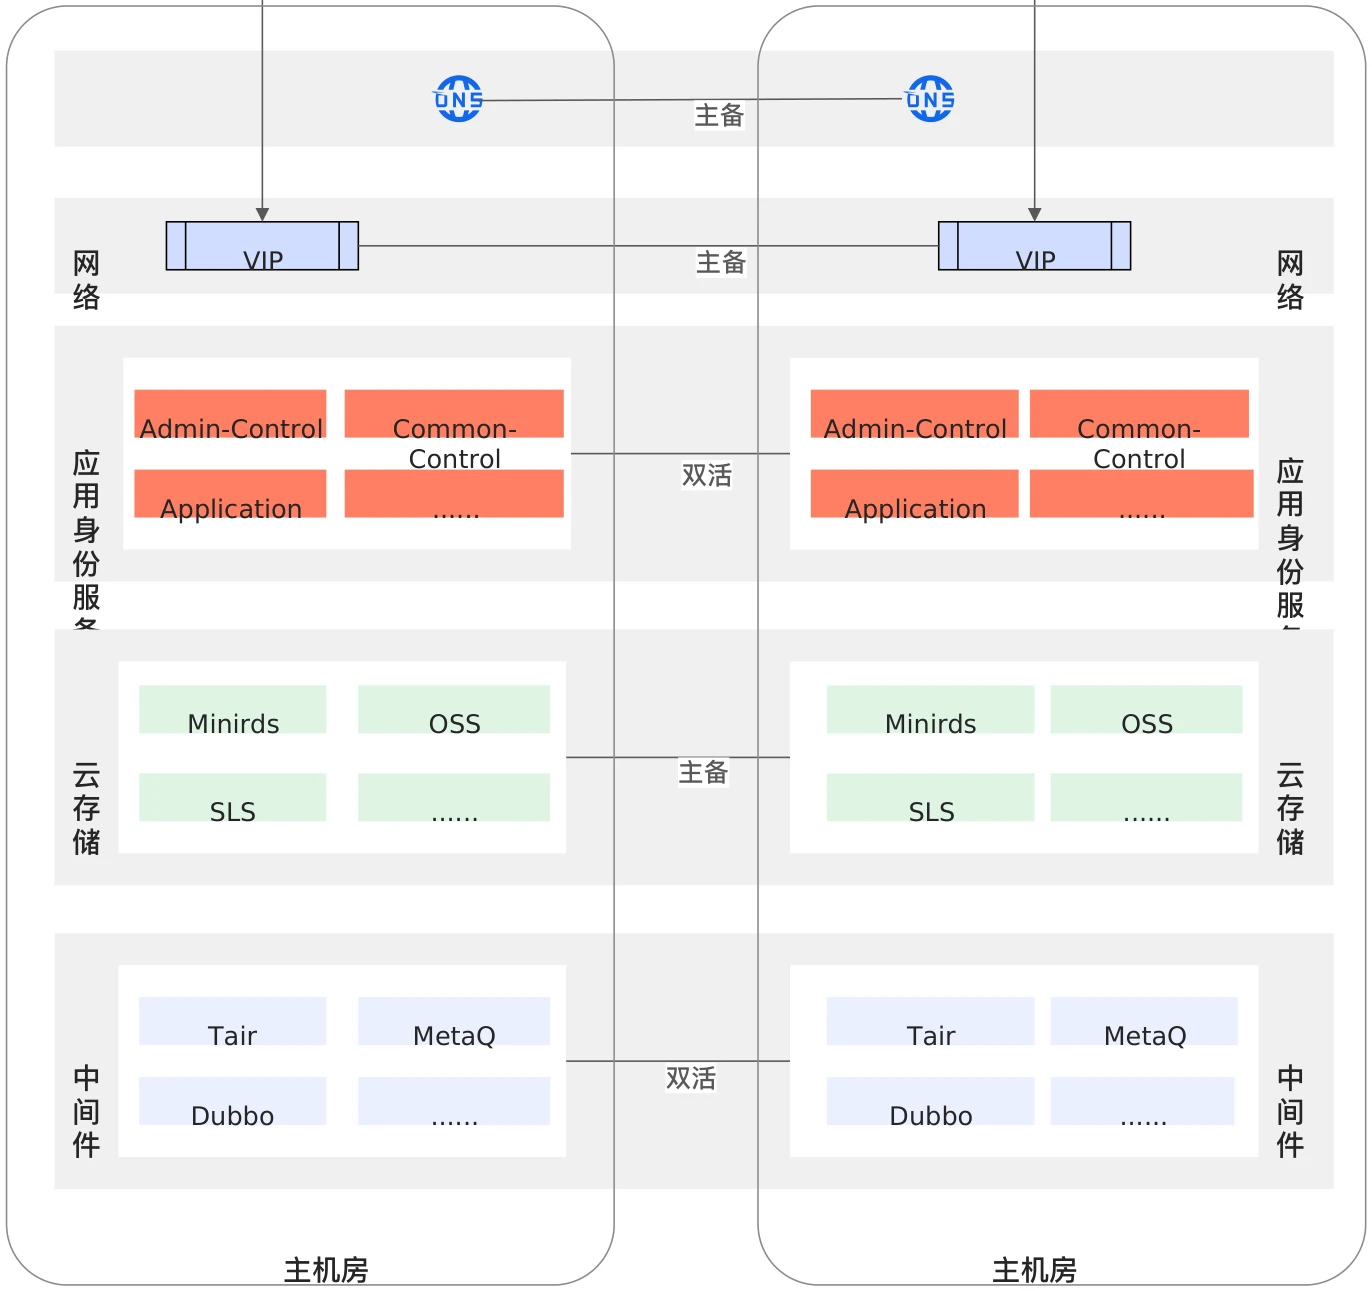 DNS
DNS
主备
网络
VIP
主备
VIP
网络
应用身份服务
Admin-Control
Common-
Control
Application
......
双活
Admin-Control
Common-
Control
Application
......
应用身份服务
云存储
Minirds
OSS
SLS
......
主备
Minirds
OSS
SLS
......
云存储
中间件
Tair
MetaQ
Dubbo
......
双活
Tair
MetaQ
Dubbo
......
中间件
主机房
主机房